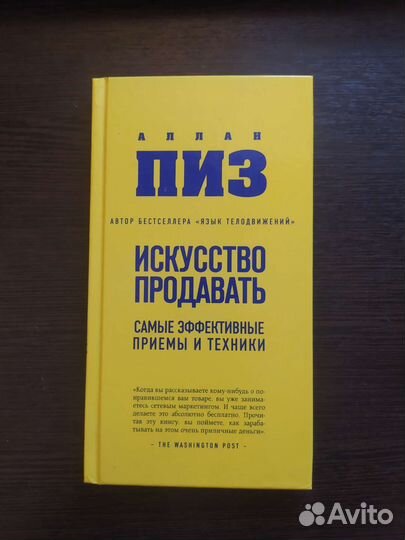 АЛЛАН
ПИЗ
АВТОР БЕСТСЕЛЛЕРА «ЯЗЫК ТЕЛОДВИЖЕНИЙ»
ИСКУССТВО
ПРОДАВАТЬ
САМЫЕ ЭФФЕКТИВНЫЕ
ПРИЕМЫ И ТЕХНИКИ
«Когда вы рассказываете кому-нибудь о по-
нравившемся вам товаре, вы уже занима-
етесь сетевым маркетингом. И чаще всего
делаете это абсолютно бесплатно. Прочи-
тав эту книгу, вы поймете, как зараба-
тывать на этом очень приличные деньги».
- THE WASHINGTON POST -
Avito